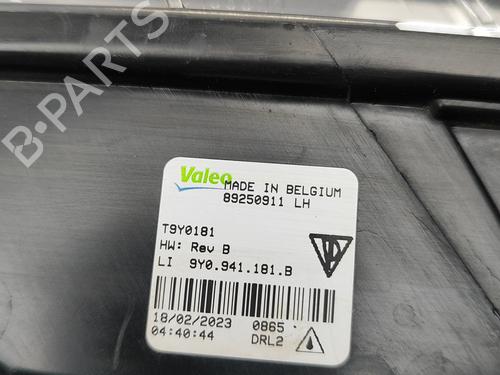 B-PARTS
Valeo
MADE IN BELGIUM
89250911 LH
T9Y0181
HW: Rev B
LI 9Y0.941.181.B
18/02/2023 0865
04:40:44 DRL2